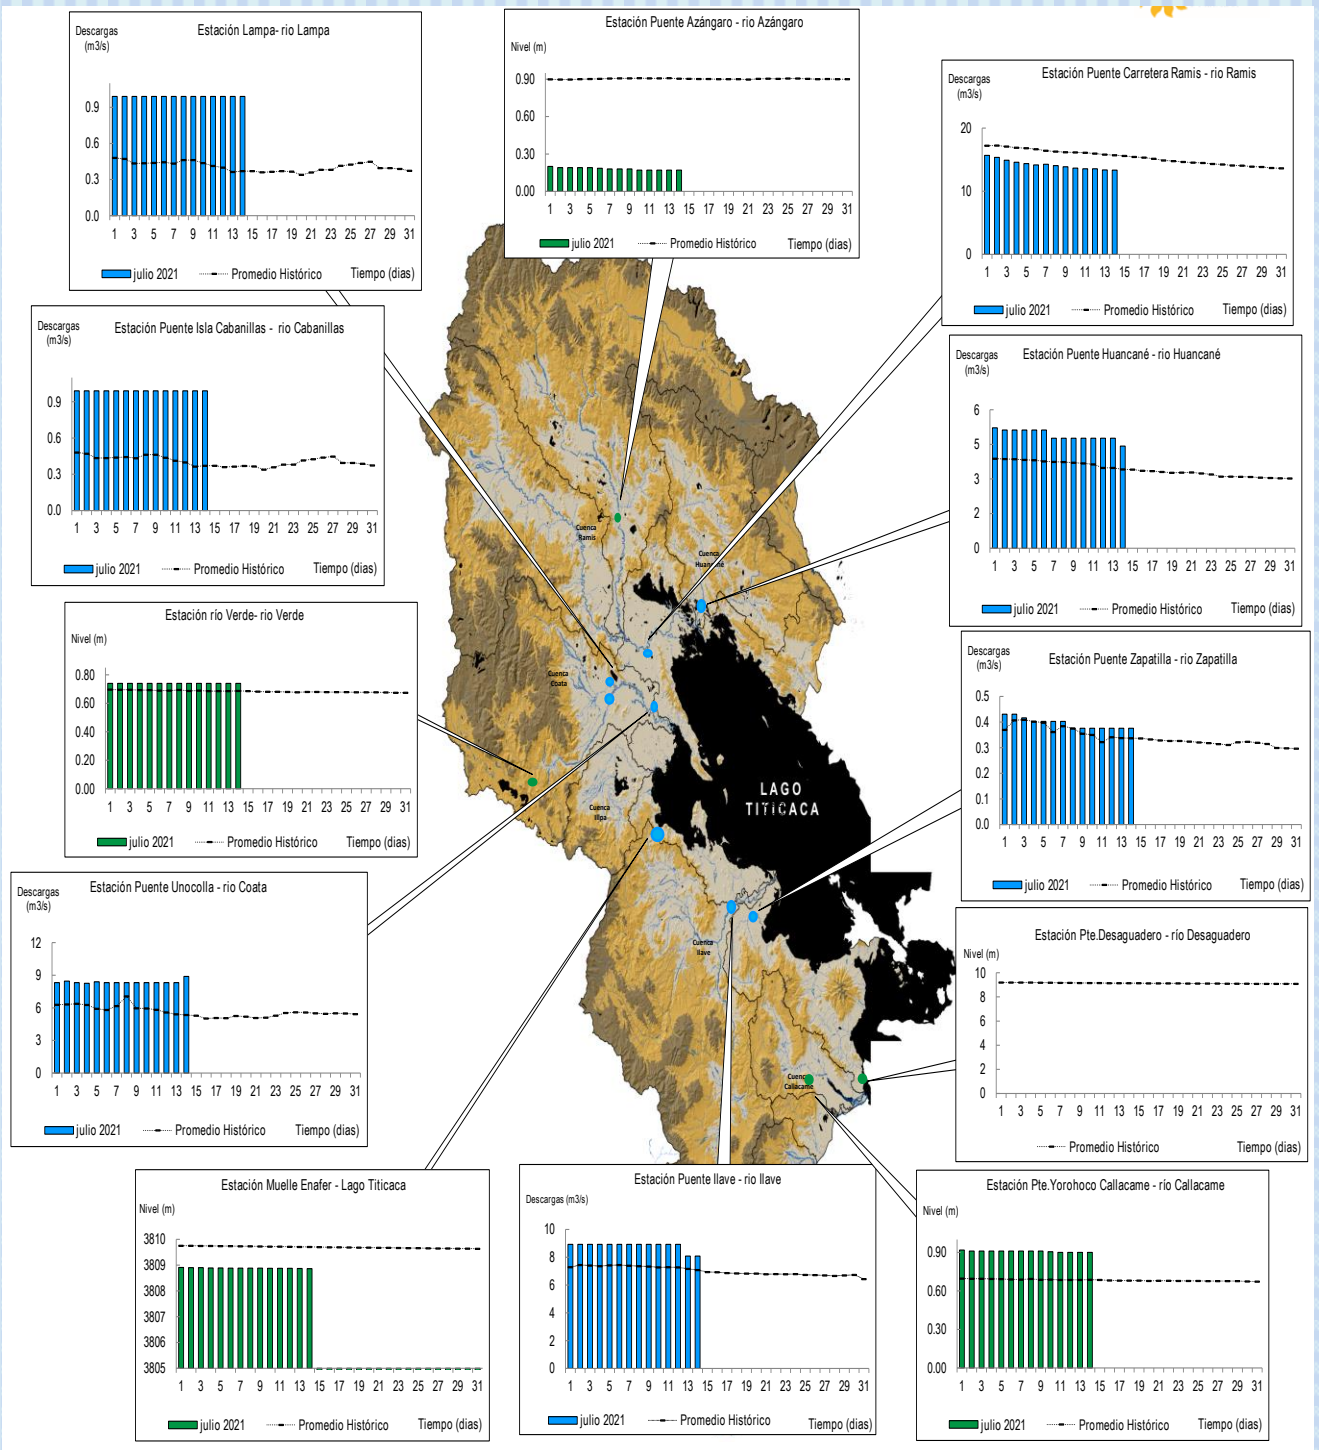 Estación Lampa- rio Lampa
Descargas
(m3/s)
0.9
0.6
0.3
0.0
1 3 5 7 9 11 13 15 17 19 21 23 25 27 29 31
julio 2021 Promedio Histórico Tiempo (dias)
Estación Puente Azángaro - rio Azángaro
Nivel (m)
0.90
0.60
0.30
0.00
1 3 5 7 9 11 13 15 17 19 21 23 25 27 29 31
julio 2021 Promedio Histórico Tiempo (dias)
Estación Puente Carretera Ramis - rio Ramis
Descargas
(m3/s)
20
10
0
1 3 5 7 9 11 13 15 17 19 21 23 25 27 29 31
julio 2021 Promedio Histórico Tiempo (dias)
Estación Puente Isla Cabanillas - rio Cabanillas
Descargas
(m3/s)
0.9
0.6
0.3
0.0
1 3 5 7 9 11 13 15 17 19 21 23 25 27 29 31
julio 2021 Promedio Histórico Tiempo (dias)
Estación Puente Huancané - rio Huancané
Descargas
(m3/s)
6
5
3
2
0
1 3 5 7 9 11 13 15 17 19 21 23 25 27 29 31
julio 2021 Promedio Histórico Tiempo (dias)
Estación río Verde- rio Verde
Nivel (m)
0.80
0.60
0.40
0.20
0.00
1 3 5 7 9 11 13 15 17 19 21 23 25 27 29 31
julio 2021 Promedio Histórico Tiempo (dias)
Estación Puente Zapatilla - rio Zapatilla
Descargas
(m3/s)
0.5
0.4
0.3
0.2
0.1
0.0
1 3 5 7 9 11 13 15 17 19 21 23 25 27 29 31
julio 2021 Promedio Histórico Tiempo (dias)
Cuenca
Ramis
Cuenca
Huancané
Cuenca
Coata
LAGO
TITICACA
Cuenca
Illpa
Cuenca
Ilave
Cuenca
Callacame
Estación Puente Unocolla - rio Coata
Descargas
(m3/s)
12
9
6
3
0
1 3 5 7 9 11 13 15 17 19 21 23 25 27 29 31
julio 2021 Promedio Histórico Tiempo (dias)
Estación Pte.Desaguadero - río Desaguadero
Nivel (m)
10
8
6
4
2
0
1 3 5 7 9 11 13 15 17 19 21 23 25 27 29 31
Promedio Histórico Tiempo (dias)
Estación Muelle Enafer - Lago Titicaca
Nivel (m)
3810
3809
3808
3807
3806
3805
1 3 5 7 9 11 13 15 17 19 21 23 25 27 29 31
julio 2021 Promedio Histórico Tiempo (dias)
Estación Puente Ilave - rio Ilave
Descargas (m3/s)
10
8
6
4
2
0
1 3 5 7 9 11 13 15 17 19 21 23 25 27 29 31
julio 2021 Promedio Histórico Tiempo (dias)
Estación Pte.Yorohoco Callacame - río Callacame
Nivel (m)
0.90
0.60
0.30
0.00
1 3 5 7 9 11 13 15 17 19 21 23 25 27 29 31
julio 2021 Promedio Histórico Tiempo (dias)